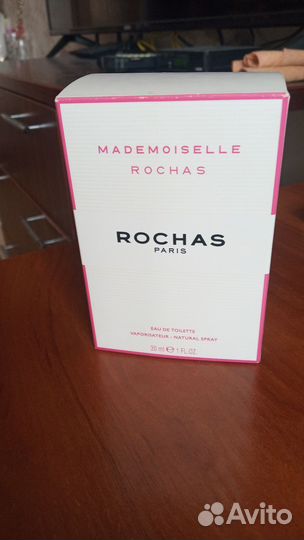 MADEMOISELLE
ROCHAS
ROCHAS
PARIS
EAU DE TOILETTE
VAPORISATEUR - NATURAL SPRAY
30 ml ℮ 1 FL.OZ.
Avito